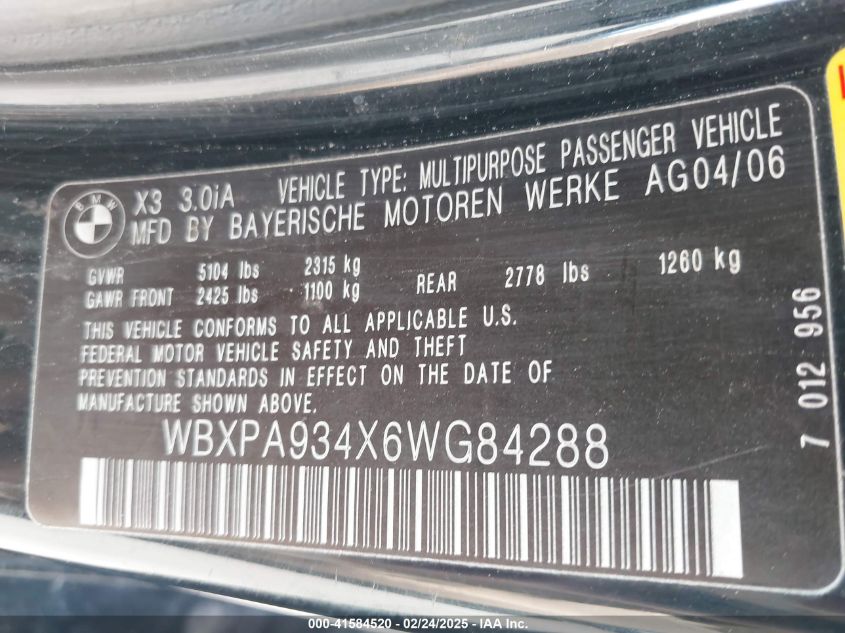 BMW
X3 3.0iA VEHICLE TYPE: MULTIPURPOSE PASSENGER VEHICLE
MFD BY BAYERISCHE MOTOREN WERKE AG04/06
GVWR 5104 lbs 2315 kg
GAWR FRONT 2425 lbs 1100 kg REAR 2778 lbs 1260 kg
THIS VEHICLE CONFORMS TO ALL APPLICABLE U.S.
FEDERAL MOTOR VEHICLE SAFETY AND THEFT
PREVENTION STANDARDS IN EFFECT ON THE DATE OF
MANUFACTURE SHOWN ABOVE.
WBXPA934X6WG84288
7 012 956
000-41584520 - 02/24/2025 - IAA, Inc.